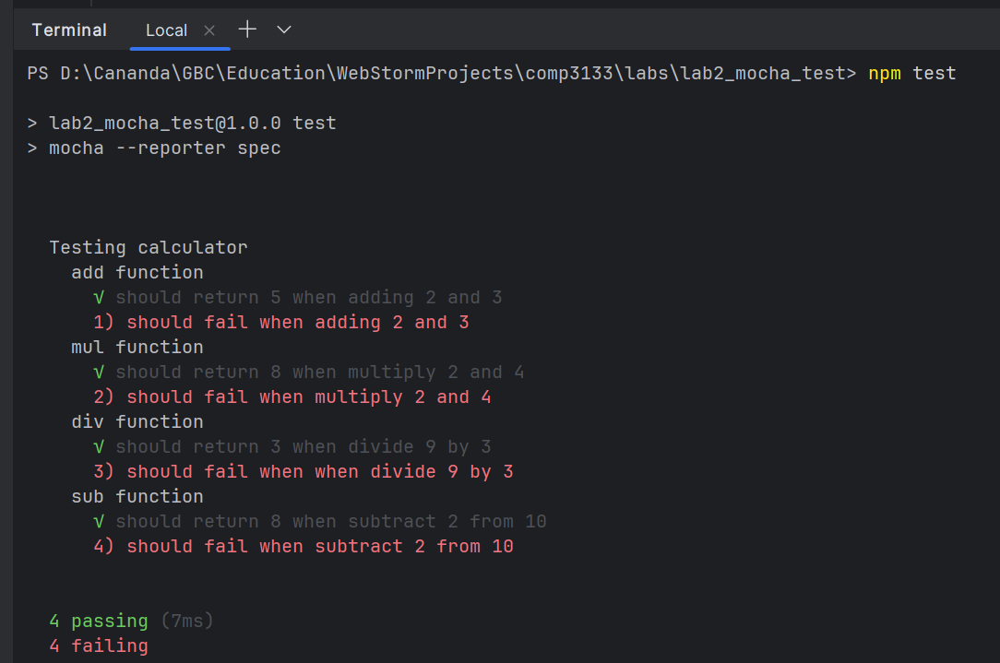 Terminal Local × + 
PS D:\Cananda\GBC\Education\WebStormProjects\comp3133\labs\lab2_mocha_test> npm test
> lab2_mocha_test@1.0.0 test
> mocha --reporter spec
Testing calculator
add function
√ should return 5 when adding 2 and 3
1) should fail when adding 2 and 3
mul function
√ should return 8 when multiply 2 and 4
2) should fail when multiply 2 and 4
div function
√ should return 3 when divide 9 by 3
3) should fail when when divide 9 by 3
sub function
√ should return 8 when subtract 2 from 10
4) should fail when subtract 2 from 10
4 passing (7ms)
4 failing